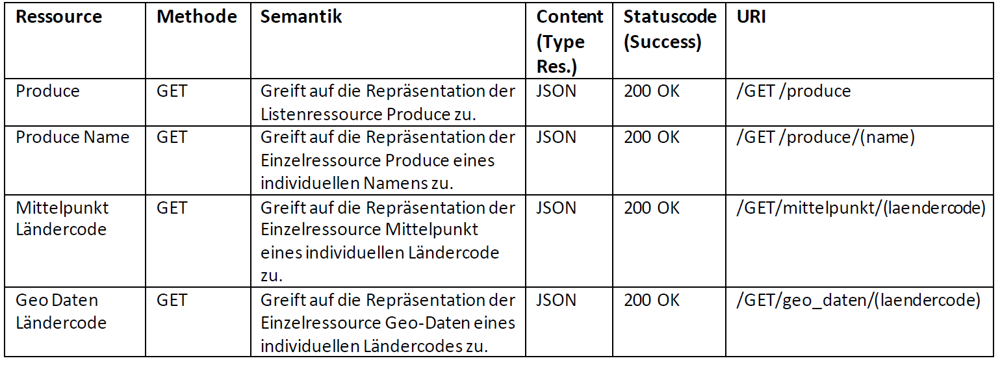 Ressource Methode Semantik Content (Type Res.) Statuscode (Success) URI
Produce GET Greift auf die Repräsentation der JSON 200 OK /GET /produce
Listenressource Produce zu.
Produce Name GET Greift auf die Repräsentation der JSON 200 OK /GET /produce/(name)
Einzelressource Produce eines
individuellen Namens zu.
Mittelpunkt GET Greift auf die Repräsentation der JSON 200 OK /GET/mittelpunkt/(laendercode)
Ländercode Einzelressource Mittelpunkt
eines individuellen Ländercode
zu.
Geo Daten GET Greift auf die Repräsentation der JSON 200 OK /GET/geo_daten/(laendercode)
Ländercode Einzelressource Geo-Daten eines
individuellen Ländercodes zu.